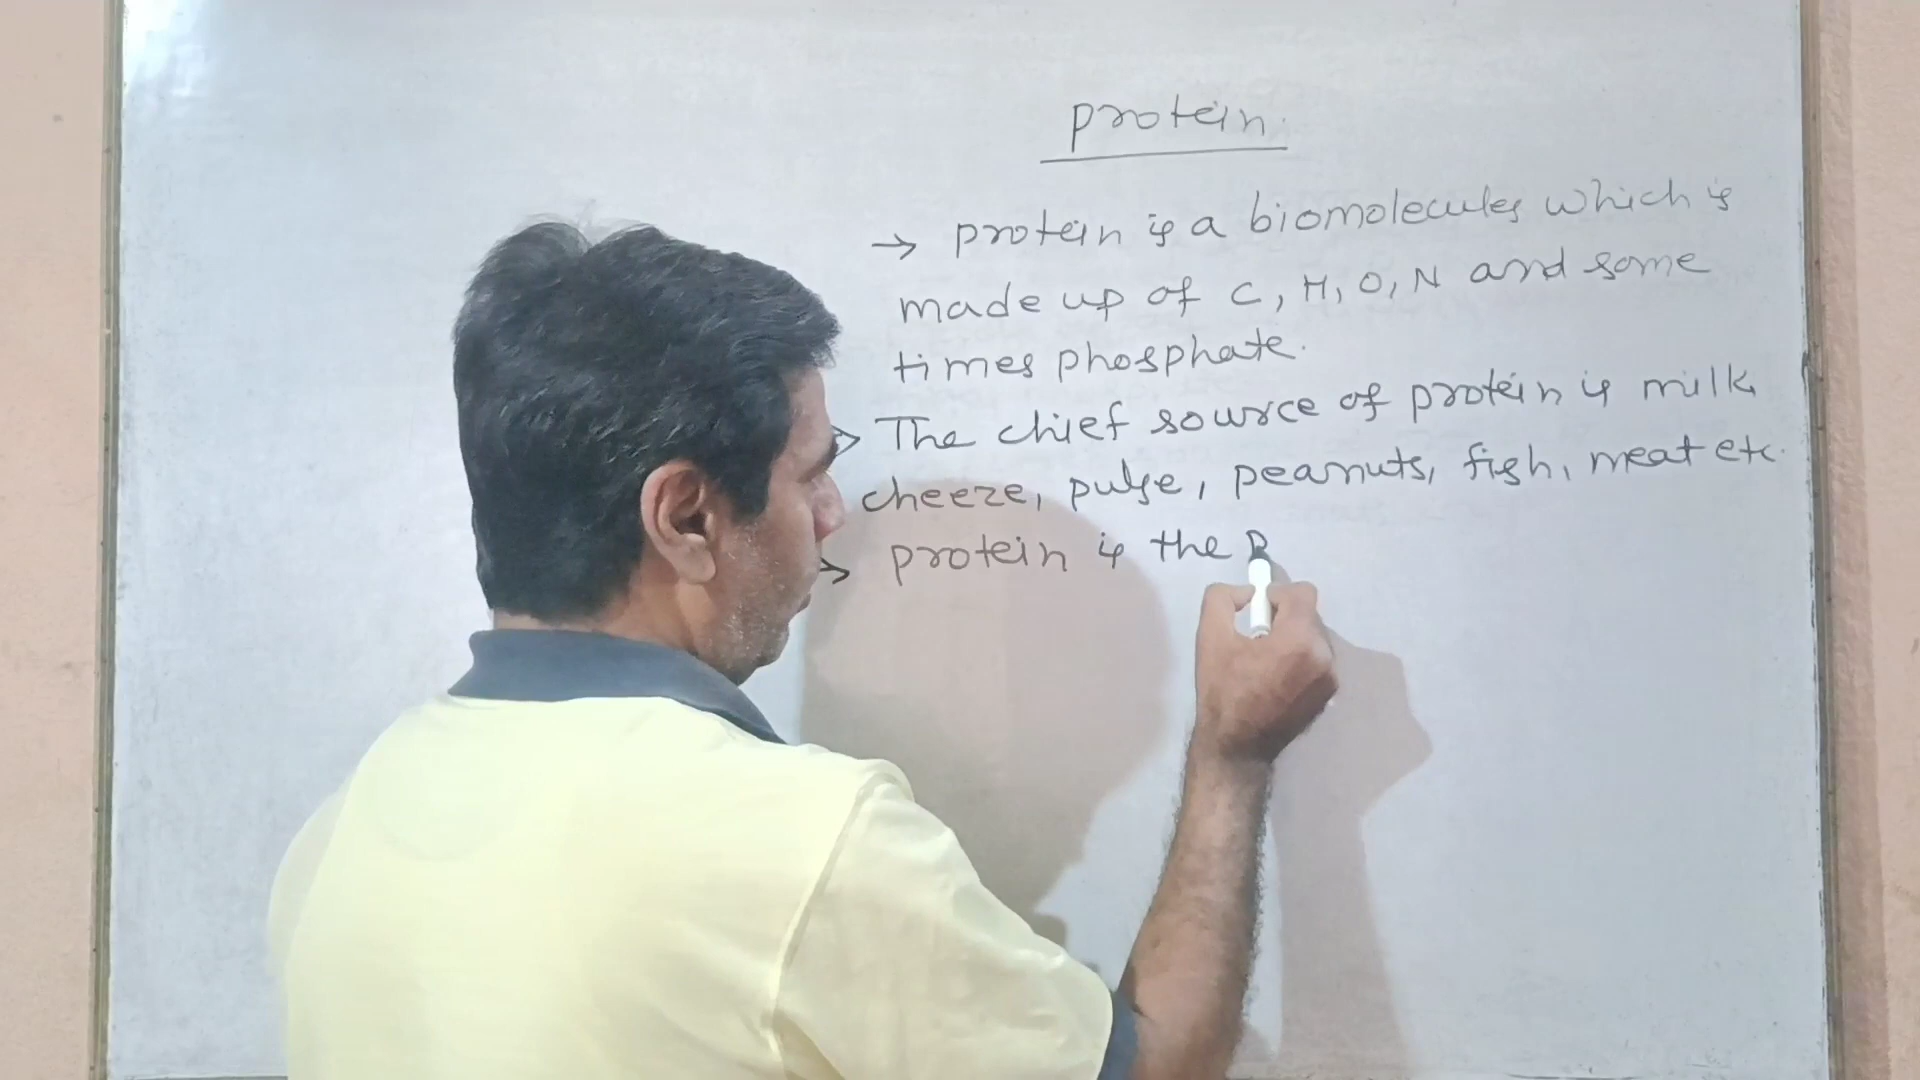 protein.
→ protein is a biomolecules which is
made up of C, H, O, N and some
times phosphate.
> The chief source of protein is milk
cheeze, pulse, peanuts, fish, meat etc.
→ protein is the P